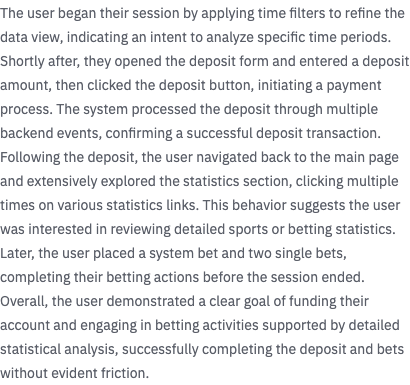 The user began their session by applying time filters to refine the
data view, indicating an intent to analyze specific time periods.
Shortly after, they opened the deposit form and entered a deposit
amount, then clicked the deposit button, initiating a payment
process. The system processed the deposit through multiple
backend events, confirming a successful deposit transaction.
Following the deposit, the user navigated back to the main page
and extensively explored the statistics section, clicking multiple
times on various statistics links. This behavior suggests the user
was interested in reviewing detailed sports or betting statistics.
Later, the user placed a system bet and two single bets,
completing their betting actions before the session ended.
Overall, the user demonstrated a clear goal of funding their
account and engaging in betting activities supported by detailed
statistical analysis, successfully completing the deposit and bets
without evident friction.